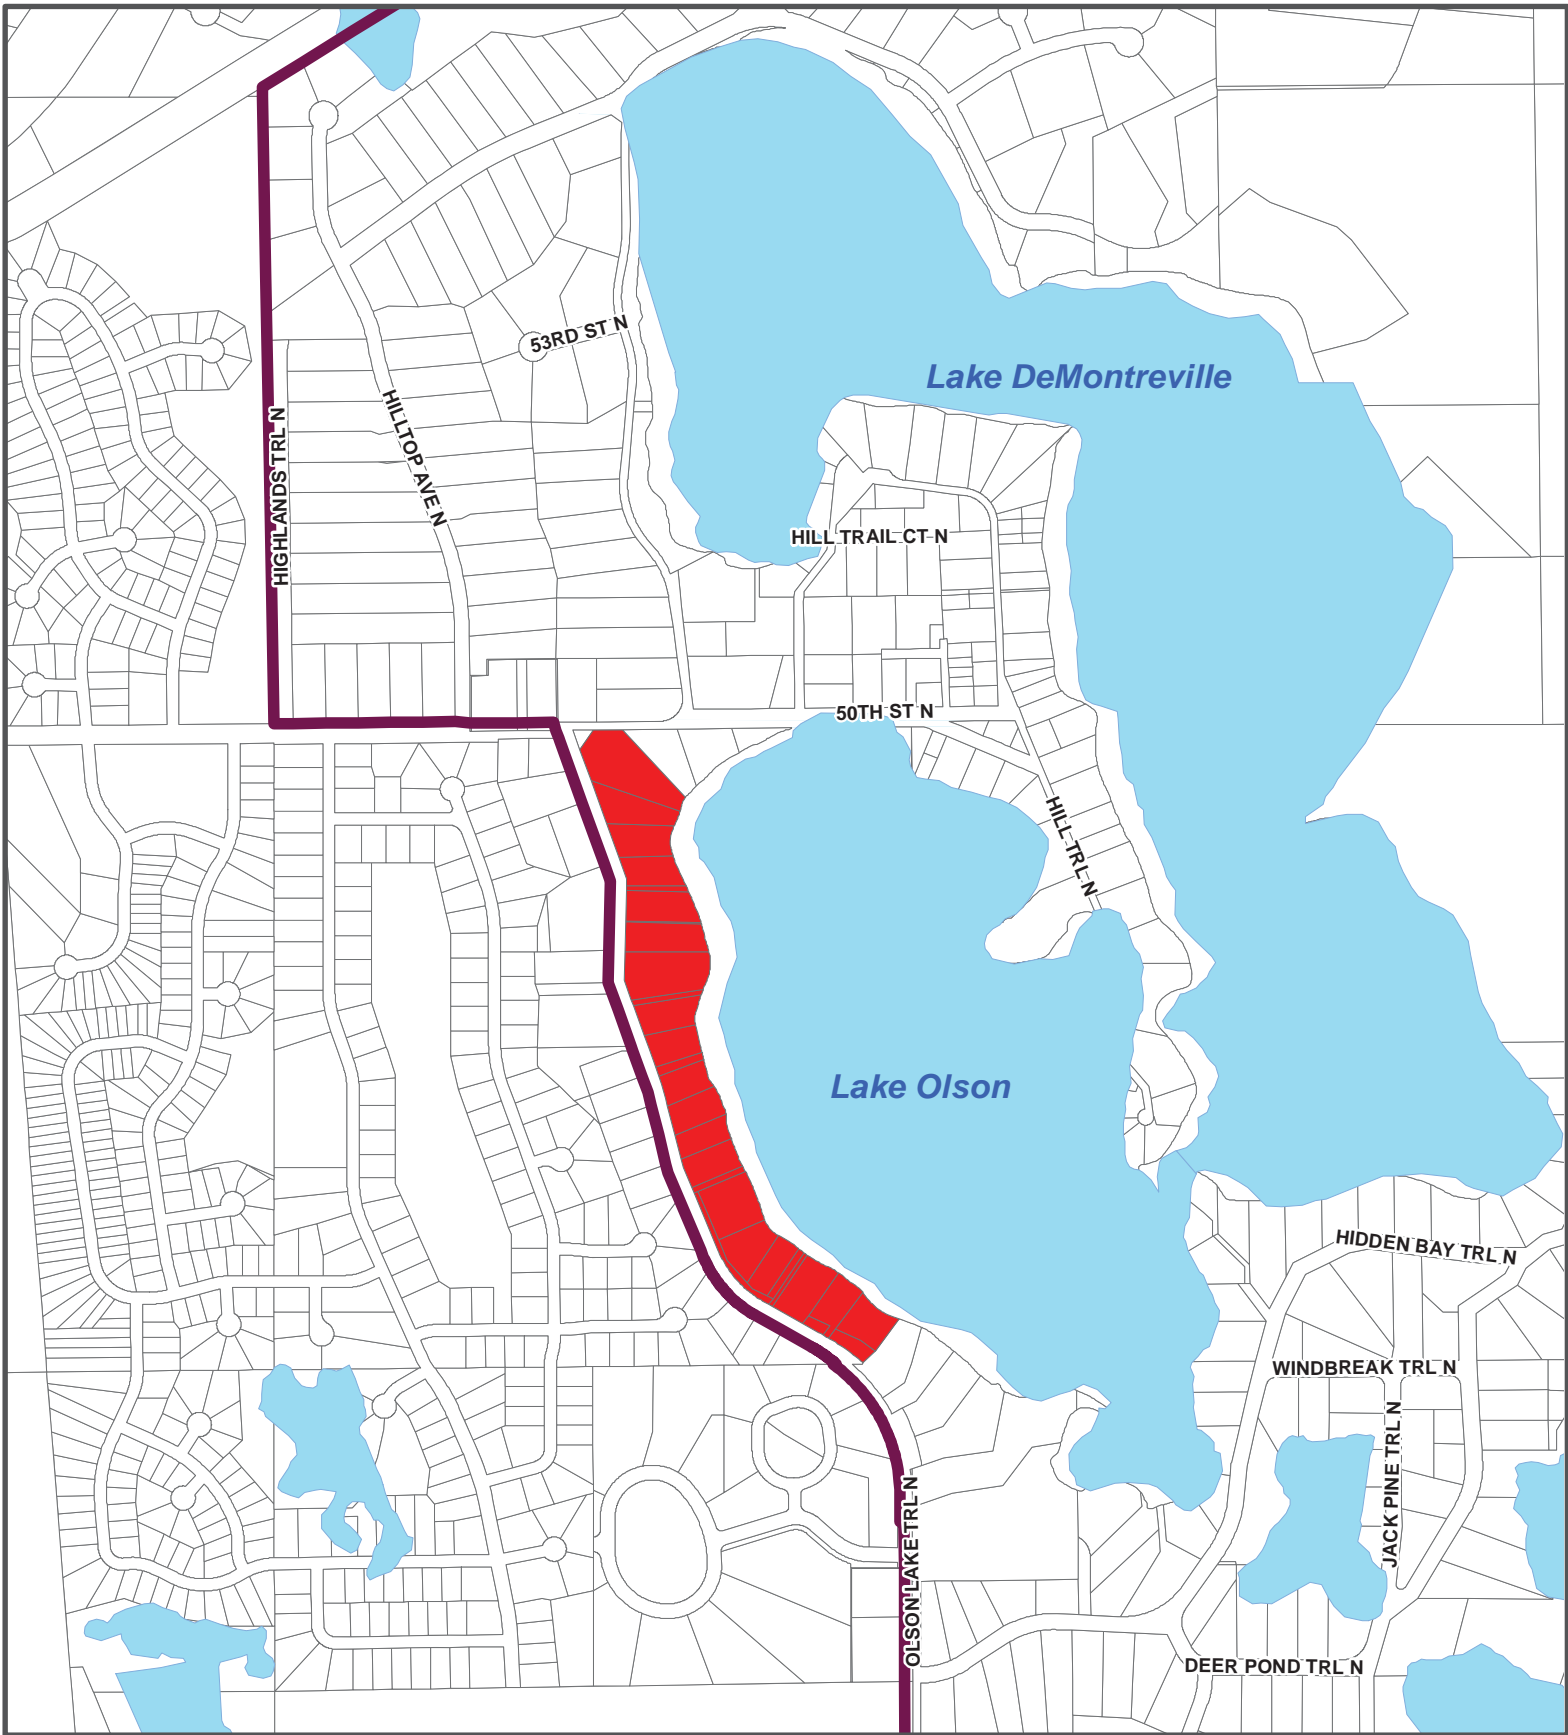 53RD ST N
Lake DeMontreville
HIGHLANDS TRL N
HILLTOP AVE N
HILL TRAIL CT N
50TH ST N
HILL TRL N
Lake Olson
HIDDEN BAY TRL N
WINDBREAK TRL N
JACK PINE TRL N
OLSON LAKE TRL N
DEER POND TRL N